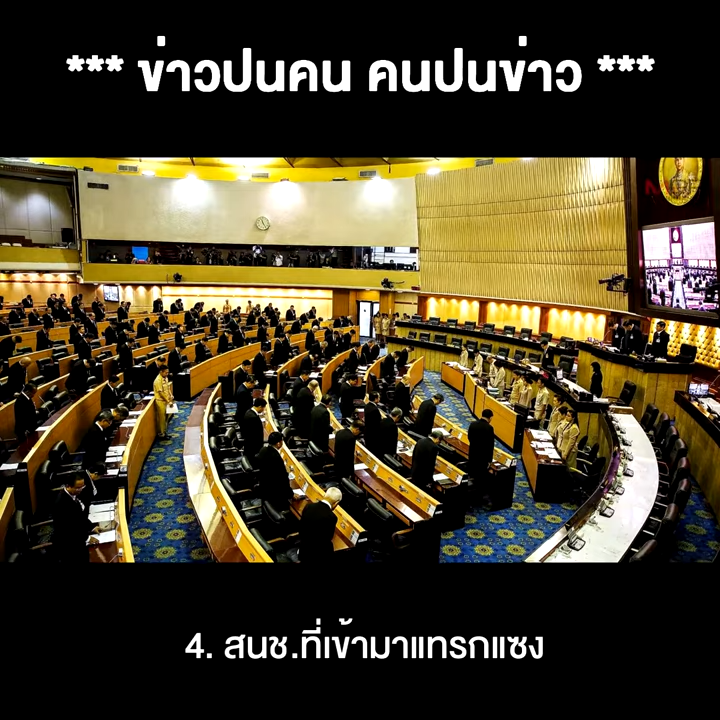 *** ข่าวปนคน คนปนข่าว ***
4. สนช.ที่เข้ามาแทรกแซง